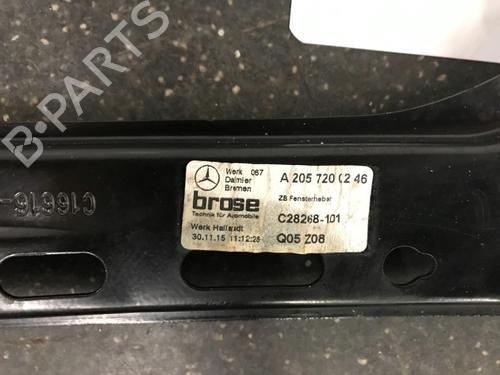 B-PARTS
Werk 067
Daimler
Bremen
A 205 720 02 46
brose
Technik für Automobile
ZB Fensterheber
C28268-101
Werk Hallstadt
30.11.15 11:12:25
Q05 Z08
C16616-